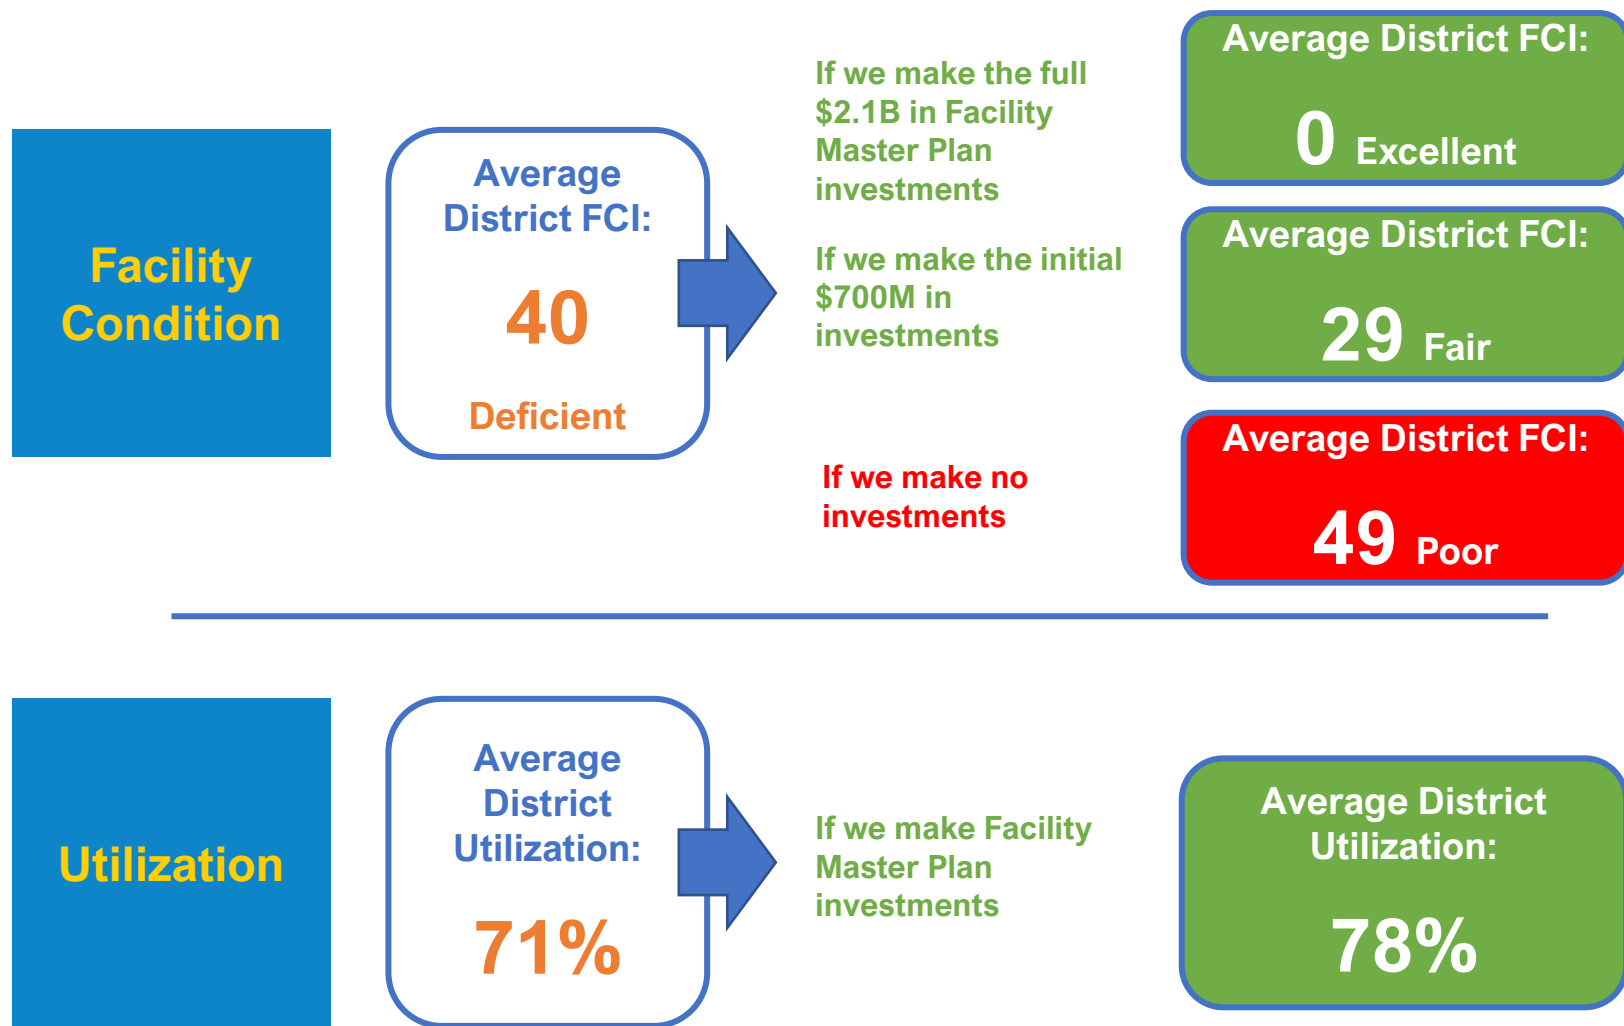 Facility
Condition
Average
District FCI:
40
Deficient
If we make the full
$2.1B in Facility
Master Plan
investments
Average District FCI:
0 Excellent
If we make the initial
$700M in
investments
Average District FCI:
29 Fair
If we make no
investments
Average District FCI:
49 Poor
Utilization
Average
District
Utilization:
71%
If we make Facility
Master Plan
investments
Average District
Utilization:
78%